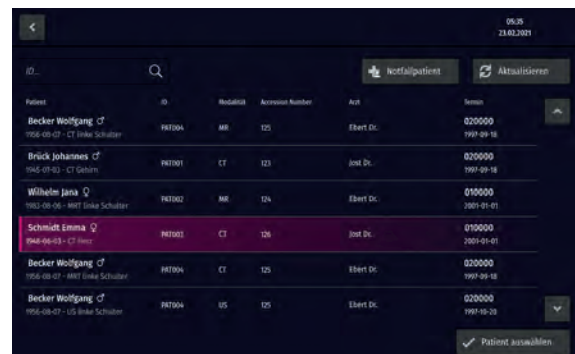 05:35
23.02.2021
ID...
Notfallpatient
Aktualisieren
Patient ID Modalität Accession Number Arzt Termin
Becker Wolfgang ♂ PAT004 MR 125 Ebert Dr. 020000
1956-08-07 - CT linke Schulter 1997-09-18
Brück Johannes ♂ PAT001 CT 123 Jost Dr. 020000
1945-07-03 - CT Gehirn 1997-09-18
Wilhelm Jana ♀ PAT002 MR 124 Ebert Dr. 010000
1983-08-06 - MRT linke Schulter 2001-01-01
Schmidt Emma ♀ PAT003 CT 126 Jost Dr. 010000
1948-06-03 - CT Herz 2001-01-01
Becker Wolfgang ♂ PAT004 CT 125 Ebert Dr. 020000
1956-08-07 - MRT linke Schulter 1997-09-18
Becker Wolfgang ♂ PAT004 US 125 Ebert Dr. 020000
1956-08-07 - US linke Schulter 1997-10-20
Patient auswählen